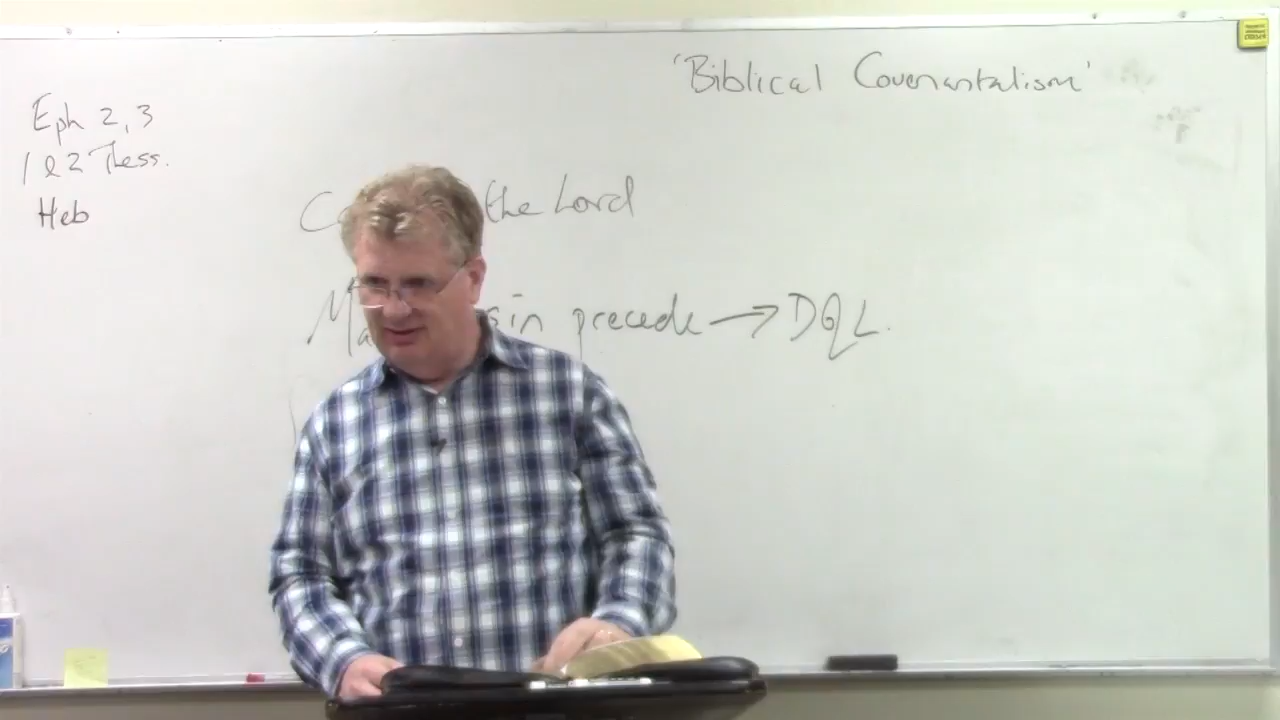 'Biblical Covenantalism'
Eph 2, 3
1 & 2 Thess.
Heb
the Lord
sin precede → DQL.